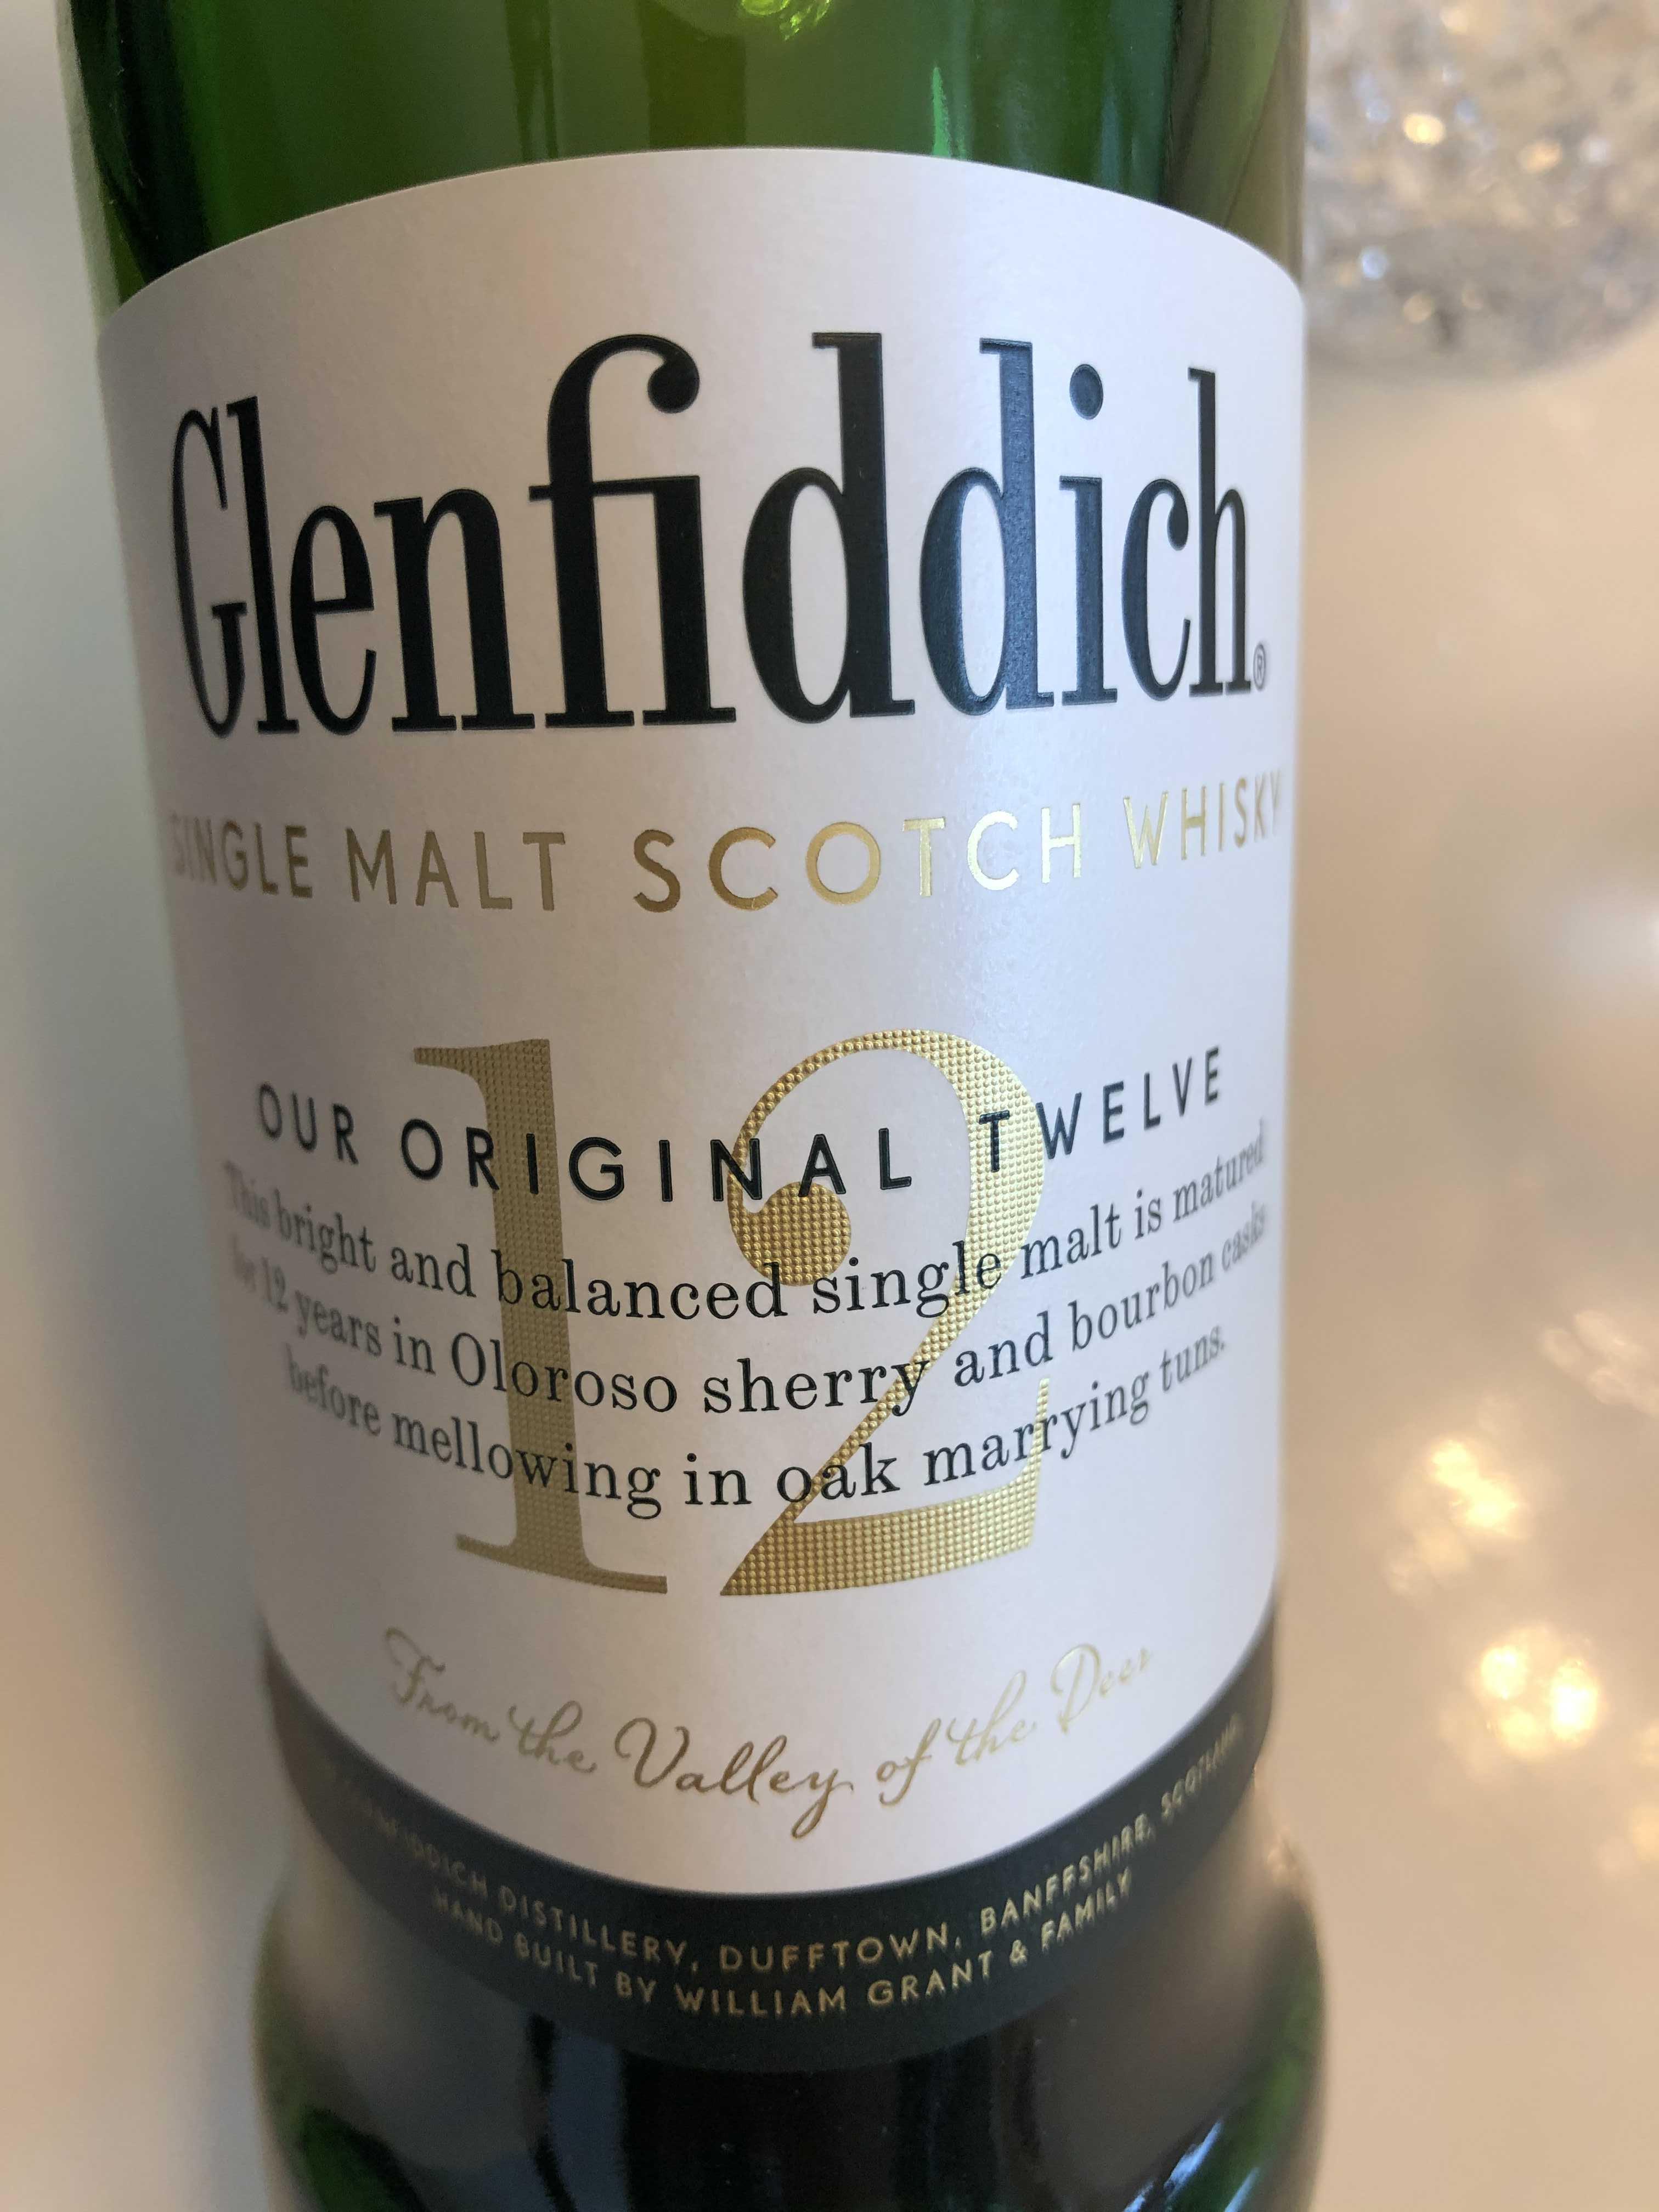 Glenfiddich®
SINGLE MALT SCOTCH WHISKY
12
OUR ORIGINAL TWELVE
This bright and balanced single malt is matured
for 12 years in Oloroso sherry and bourbon casks
before mellowing in oak marrying tuns.
From the Valley of the Deer
GLENFIDDICH DISTILLERY, DUFFTOWN, BANFFSHIRE, SCOTLAND
HAND BUILT BY WILLIAM GRANT & FAMILY